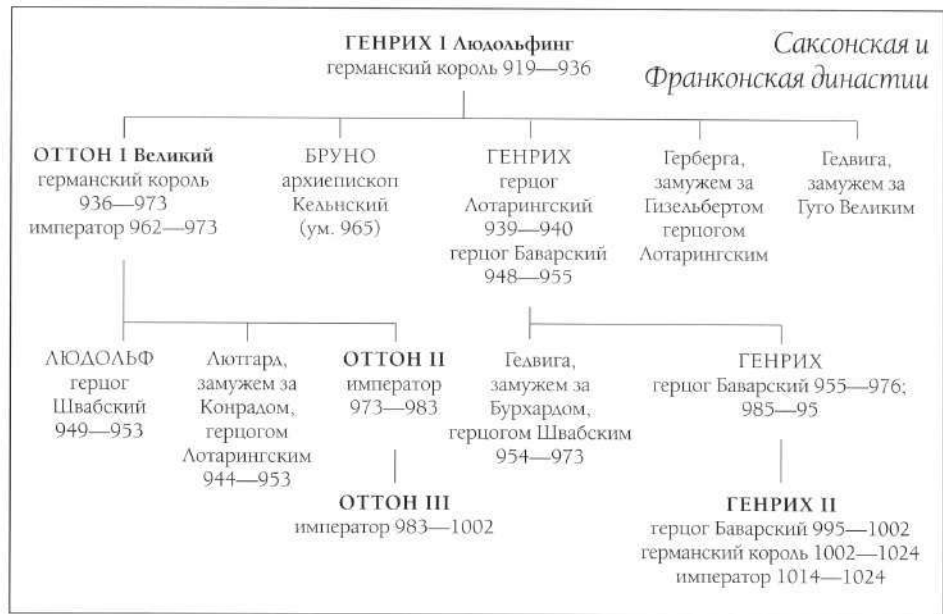 Саксонская и
Франконская династии
ГЕНРИХ I Людольфинг
германский король 919—936
ОТТОН I Великий
германский король
936—973
император 962—973
БРУНО
архиепископ
Кельнский
(ум. 965)
ГЕНРИХ
герцог
Лотарингский
939—940
герцог Баварский
948—955
Герберга,
замужем за
Гизельбертом
герцогом
Лотарингским
Гедвига,
замужем за
Гуго Великим
ЛЮДОЛЬФ
герцог
Швабский
949—953
Лютгард,
замужем за
Конрадом,
герцогом
Лотарингским
944—953
ОТТОН II
император
973—983
Гедвига,
замужем за
Бурхардом,
герцогом Швабским
954—973
ГЕНРИХ
герцог Баварский 955—976;
985—95
ОТТОН III
император 983—1002
ГЕНРИХ II
герцог Баварский 995—1002
германский король 1002—1024
император 1014—1024